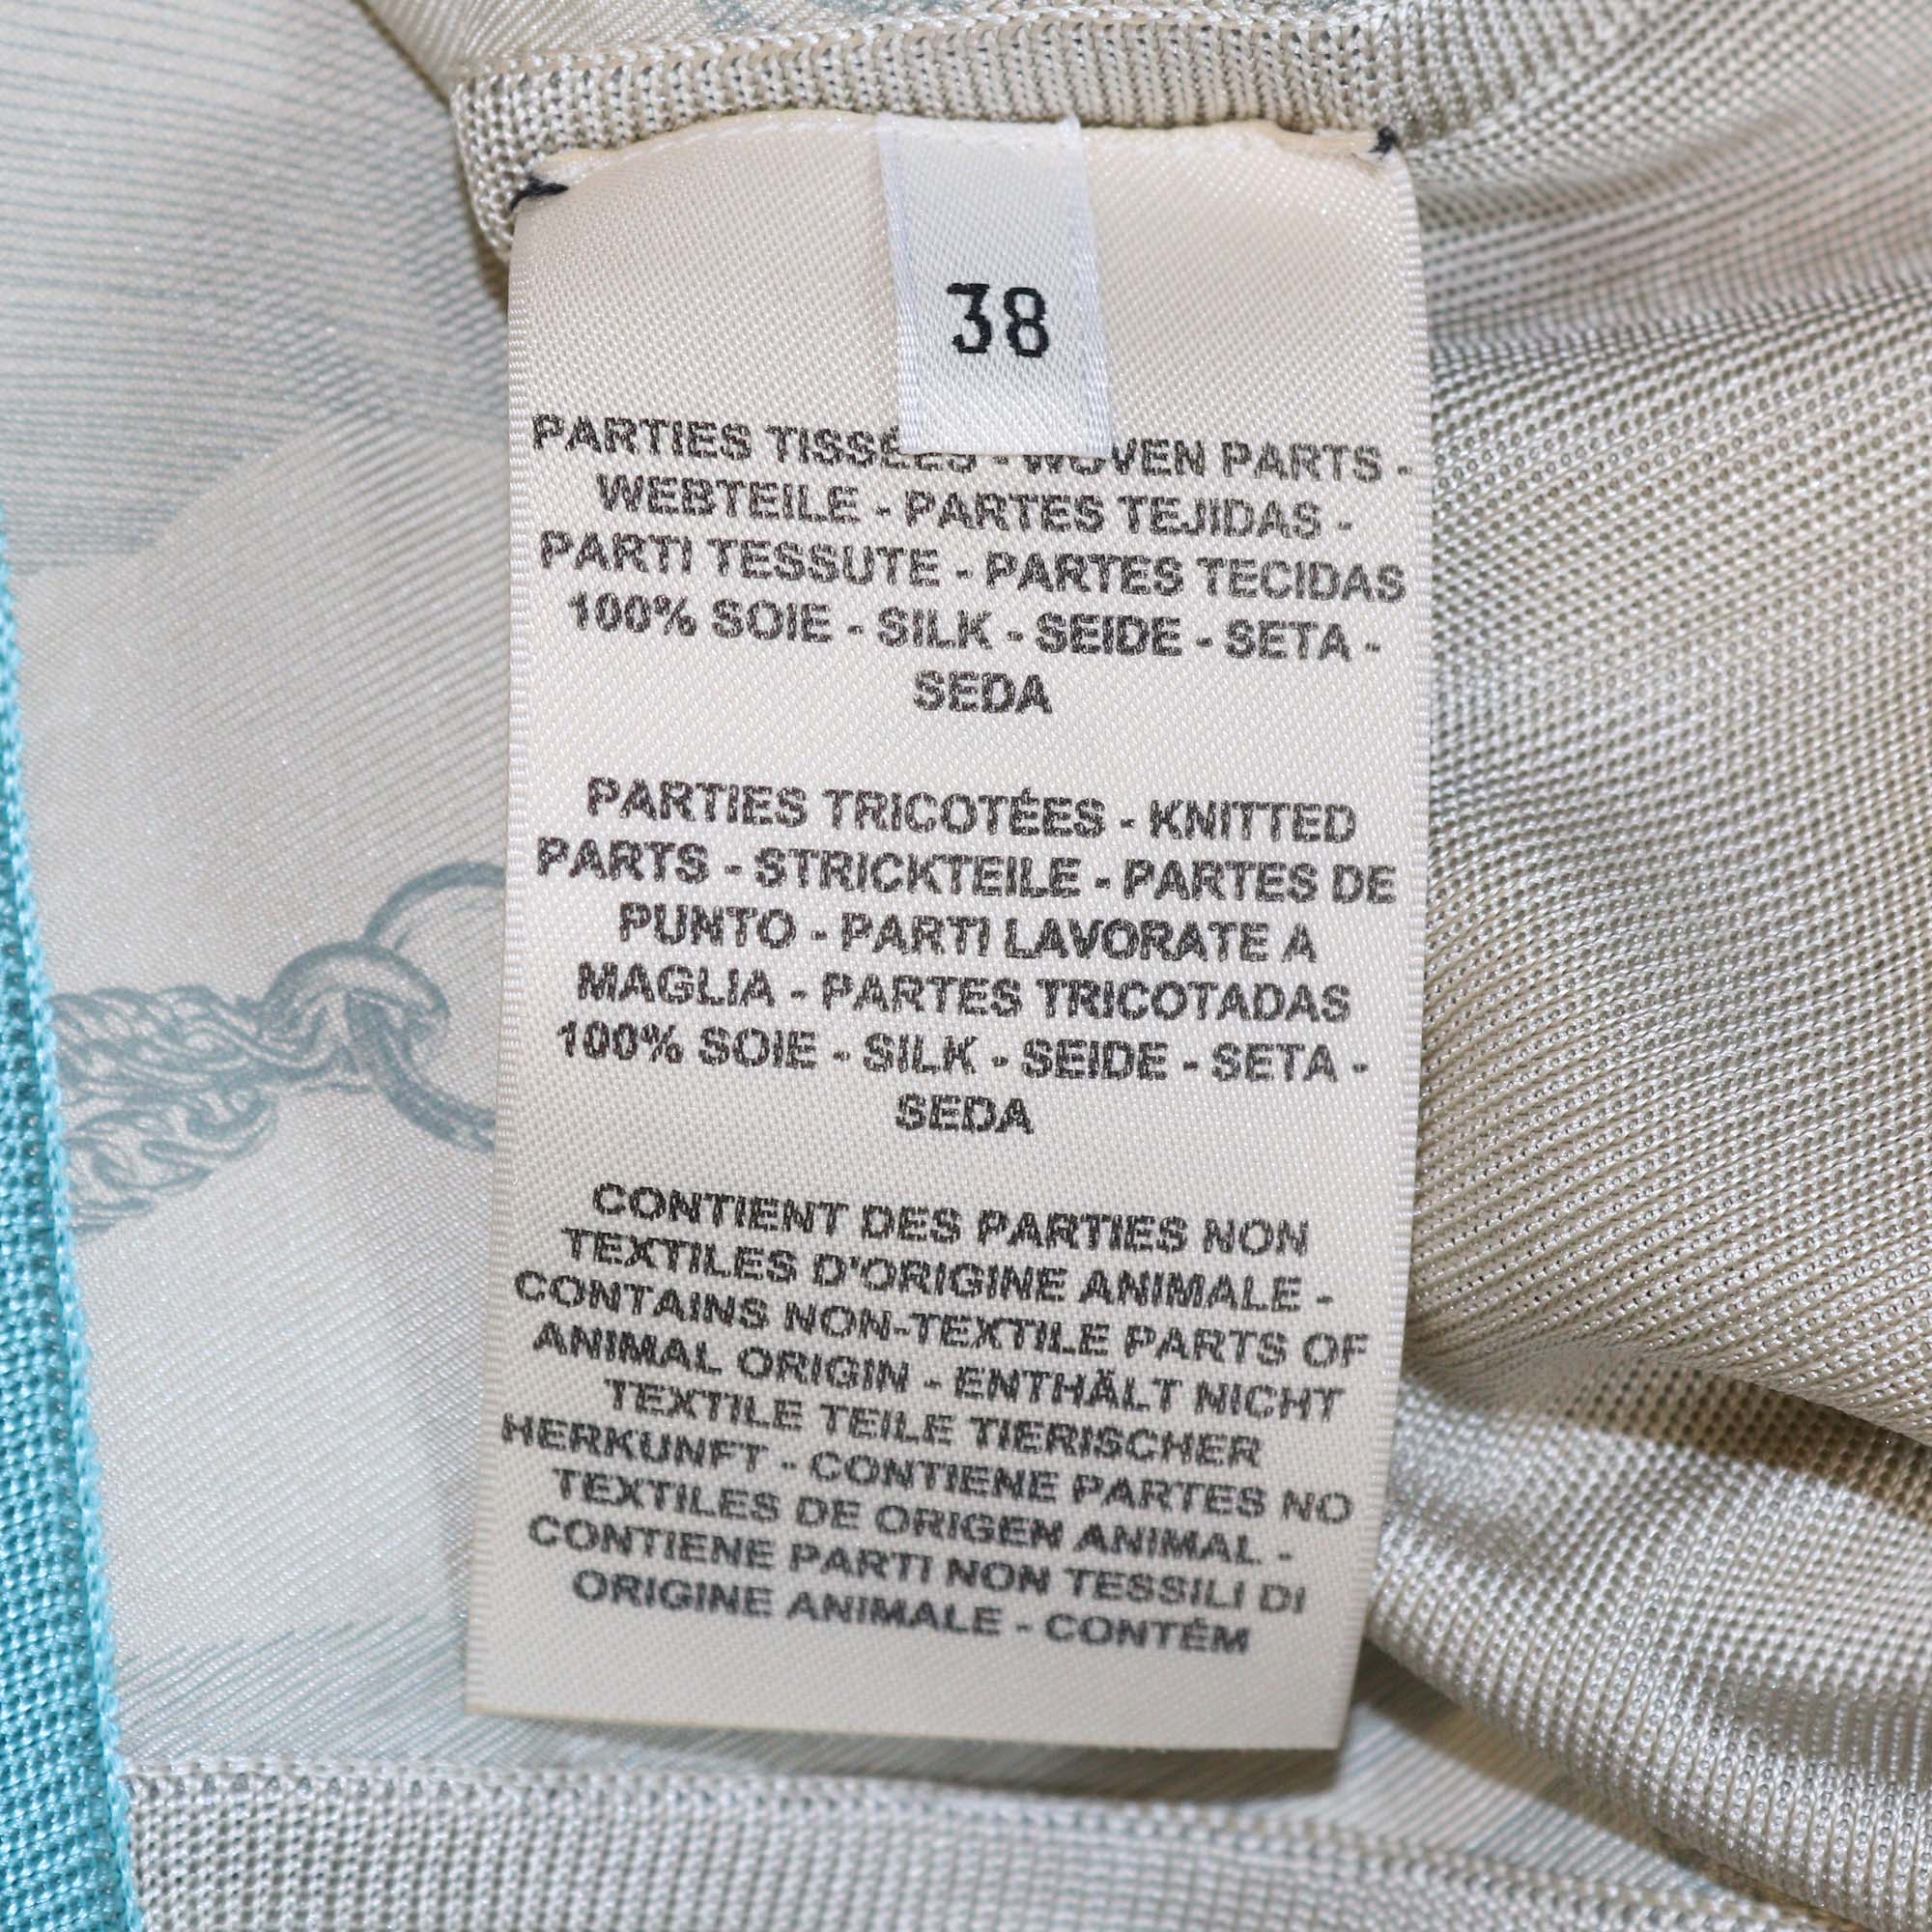 38
PARTIES TISSÉES - WOVEN PARTS -
WEBTEILE - PARTES TEJIDAS -
PARTI TESSUTE - PARTES TECIDAS
100% SOIE - SILK - SEIDE - SETA -
SEDA
PARTIES TRICOTÉES - KNITTED
PARTS - STRICKTEILE - PARTES DE
PUNTO - PARTI LAVORATE A
MAGLIA - PARTES TRICOTADAS
100% SOIE - SILK - SEIDE - SETA -
SEDA
CONTIENT DES PARTIES NON
TEXTILES D'ORIGINE ANIMALE -
CONTAINS NON-TEXTILE PARTS OF
ANIMAL ORIGIN - ENTHÄLT NICHT
TEXTILE TEILE TIERISCHER
HERKUNFT - CONTIENE PARTES NO
TEXTILES DE ORIGEN ANIMAL -
CONTIENE PARTI NON TESSILI DI
ORIGINE ANIMALE - CONTÉM